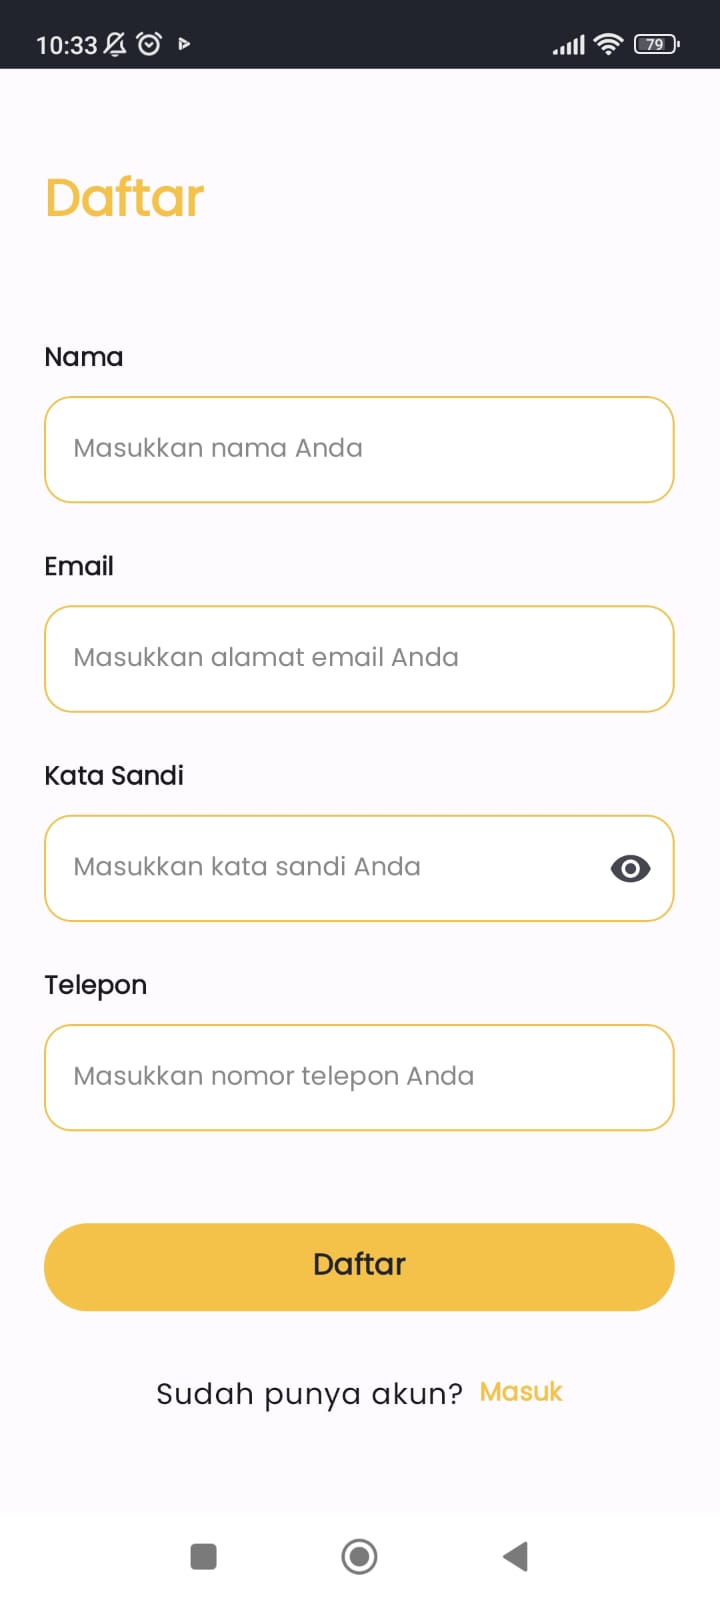 10:33
79
Daftar
Nama
Masukkan nama Anda
Email
Masukkan alamat email Anda
Kata Sandi
Masukkan kata sandi Anda
Telepon
Masukkan nomor telepon Anda
Daftar
Sudah punya akun? Masuk